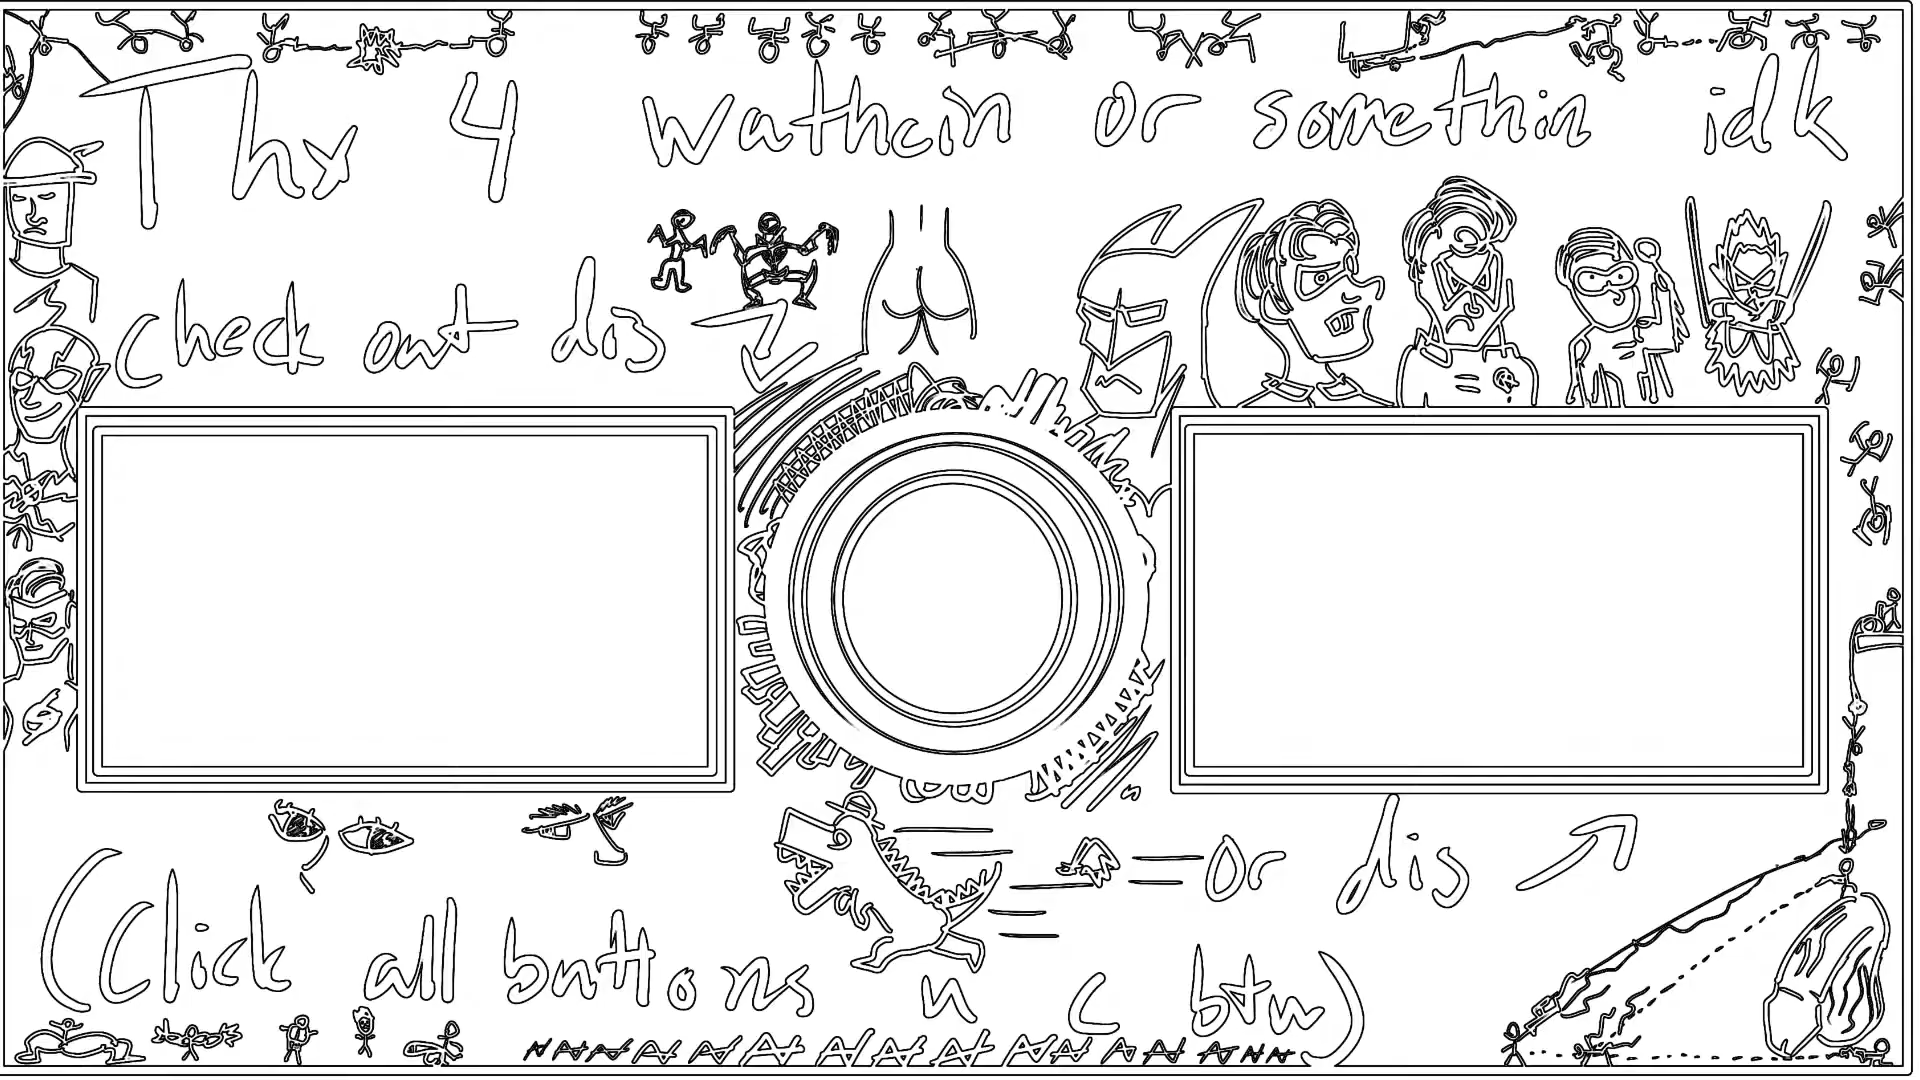 Thx 4 wathcin or somethin idk
check out dis
Or dis
(Click all buttons n c btw)